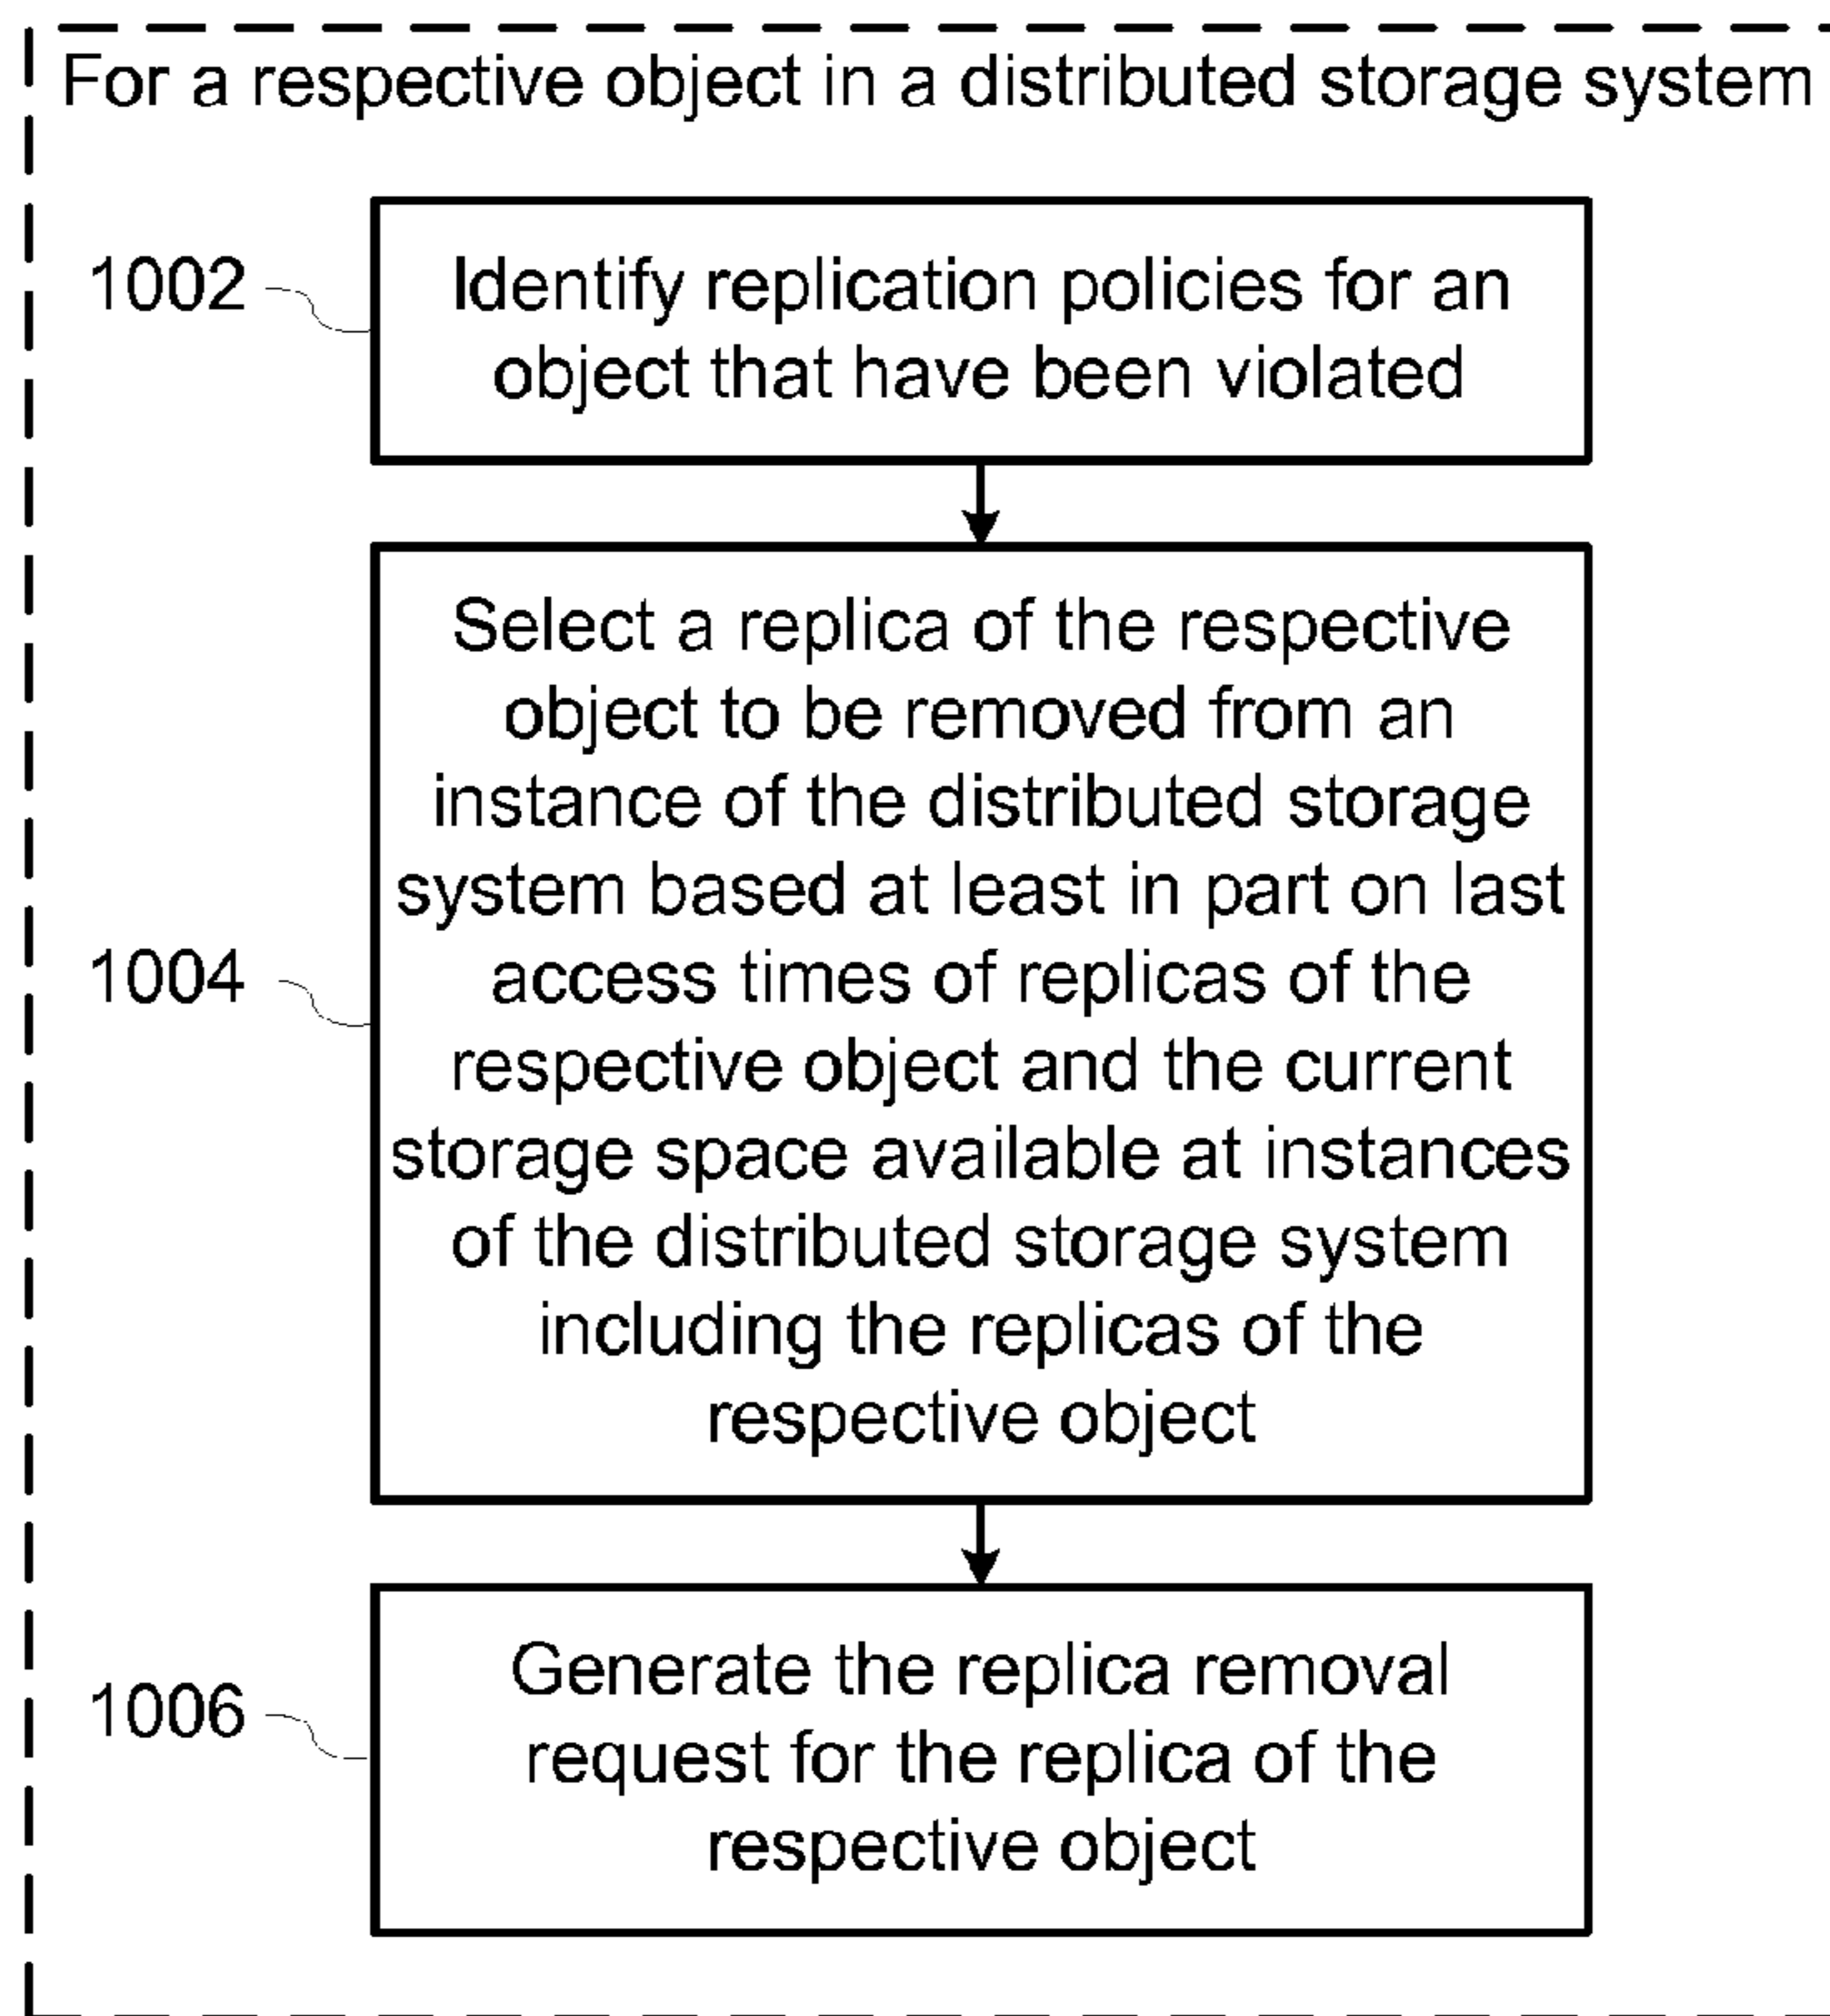 For a respective object in a distributed storage system
1002
Identify replication policies for an
object that have been violated
1004
Select a replica of the respective
object to be removed from an
instance of the distributed storage
system based at least in part on last
access times of replicas of the
respective object and the current
storage space available at instances
of the distributed storage system
including the replicas of the
respective object
1006
Generate the replica removal
request for the replica of the
respective object